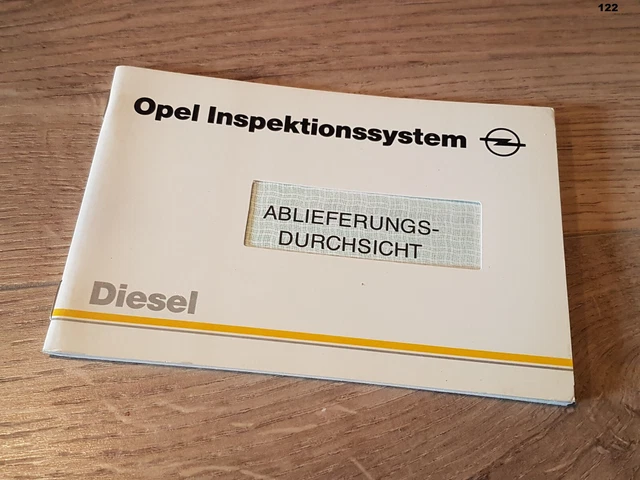 122
Opel Inspektionssystem
ABLIEFERUNGS-
DURCHSICHT
Diesel